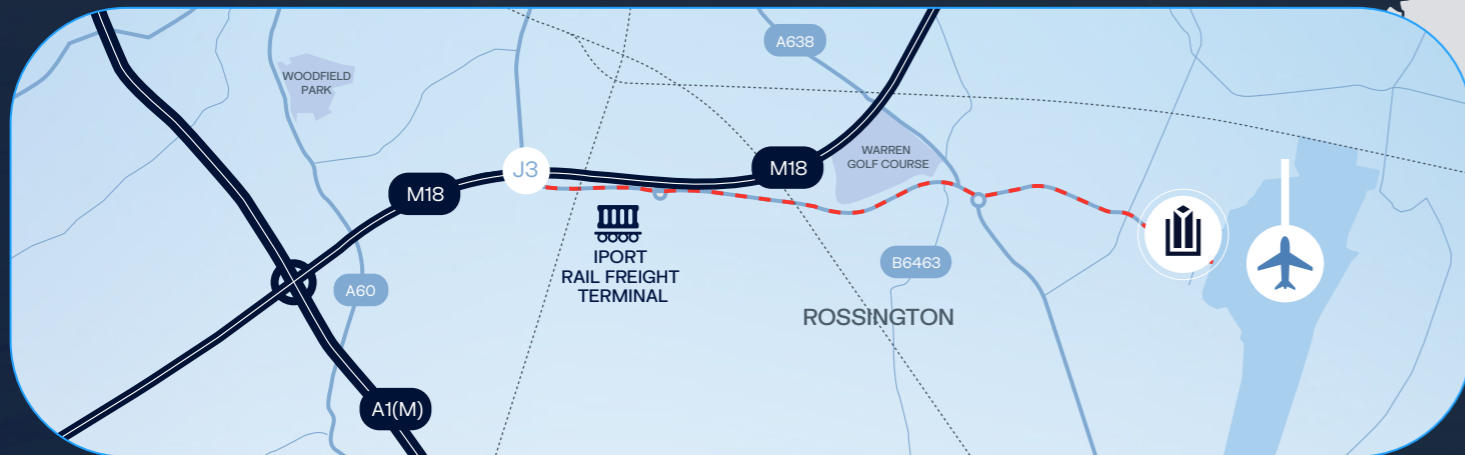 A638
WOODFIELD
PARK
WARREN
GOLF COURSE
J3
M18
M18
IPORT
RAIL FREIGHT
TERMINAL
B6463
A60
ROSSINGTON
A1(M)